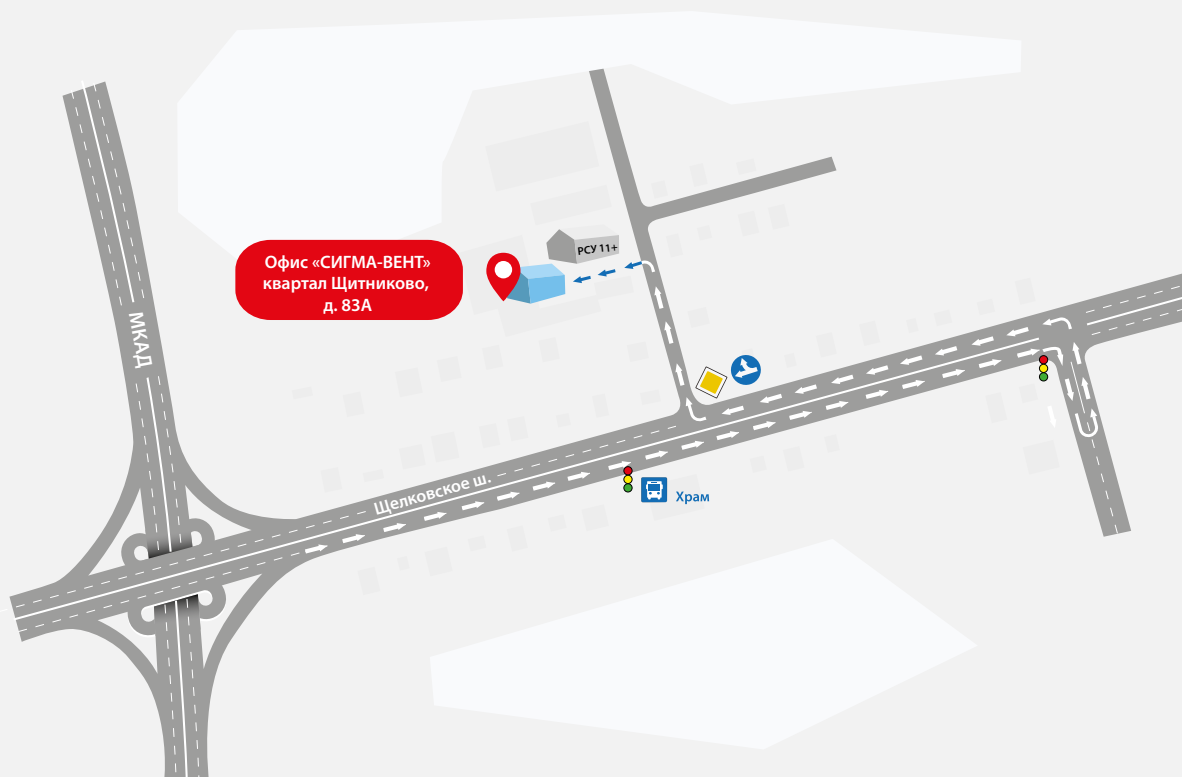 РСУ 11+
Офис «СИГМА-ВЕНТ»
квартал Щитниково,
д. 83А
МКАД
Щелковское ш.
Храм